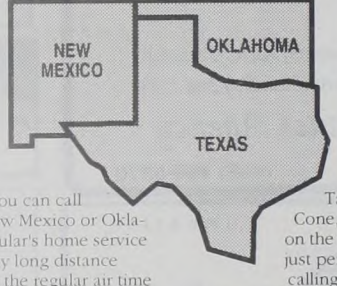 NEW
MEXICO
OKLAHOMA
TEXAS
ou can call
w Mexico or Okla-
ular's home service
y long distance
the regular air time
Ta
Cone
on the
just pe
calling